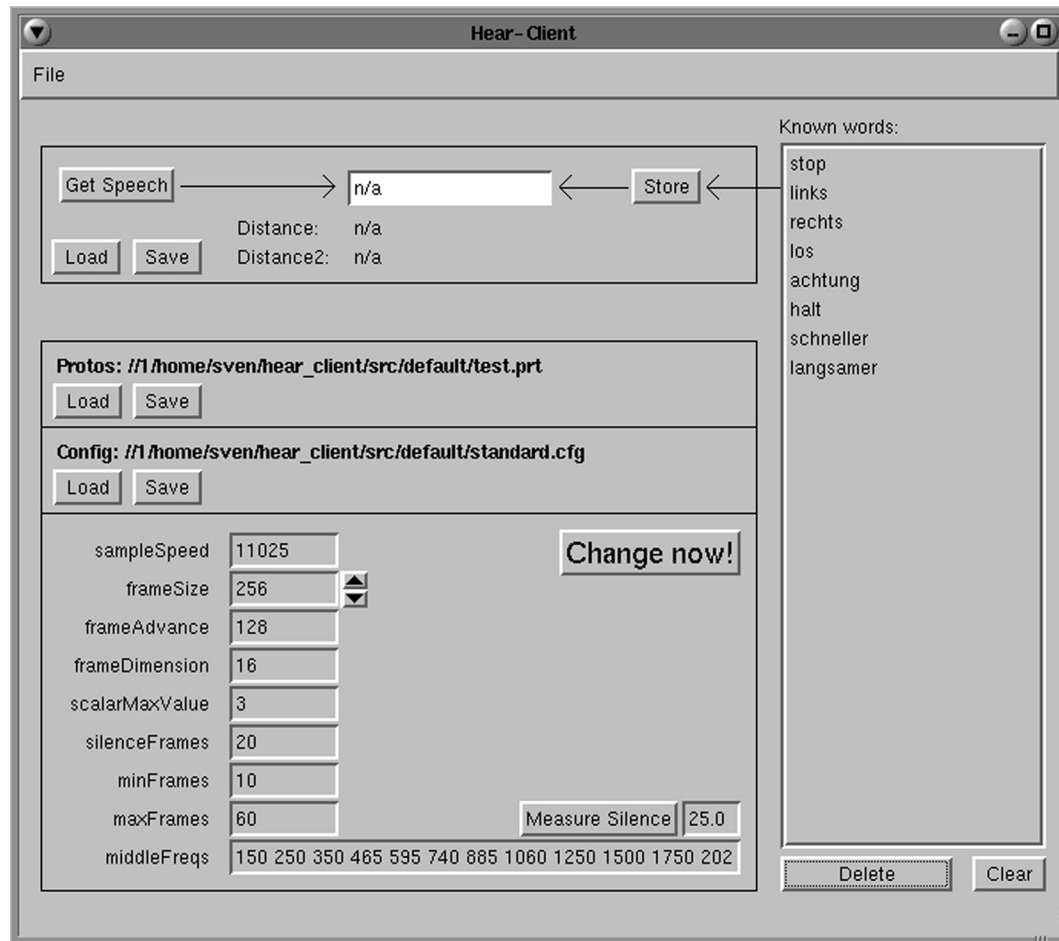 Hear-Client
File
Known words:
Get Speech n/a Store
Distance: n/a
Load Save Distance2: n/a
stop
links
rechts
los
achtung
halt
schneller
langsamer
Protos: //1/home/sven/hear_client/src/default/test.prt
Load Save
Config: //1/home/sven/hear_client/src/default/standard.cfg
Load Save
sampleSpeed 11025 Change now!
frameSize 256
frameAdvance 128
frameDimension 16
scalarMaxValue 3
silenceFrames 20
minFrames 10
maxFrames 60 Measure Silence 25.0
middleFreqs 150 250 350 465 595 740 885 1060 1250 1500 1750 202
Delete Clear